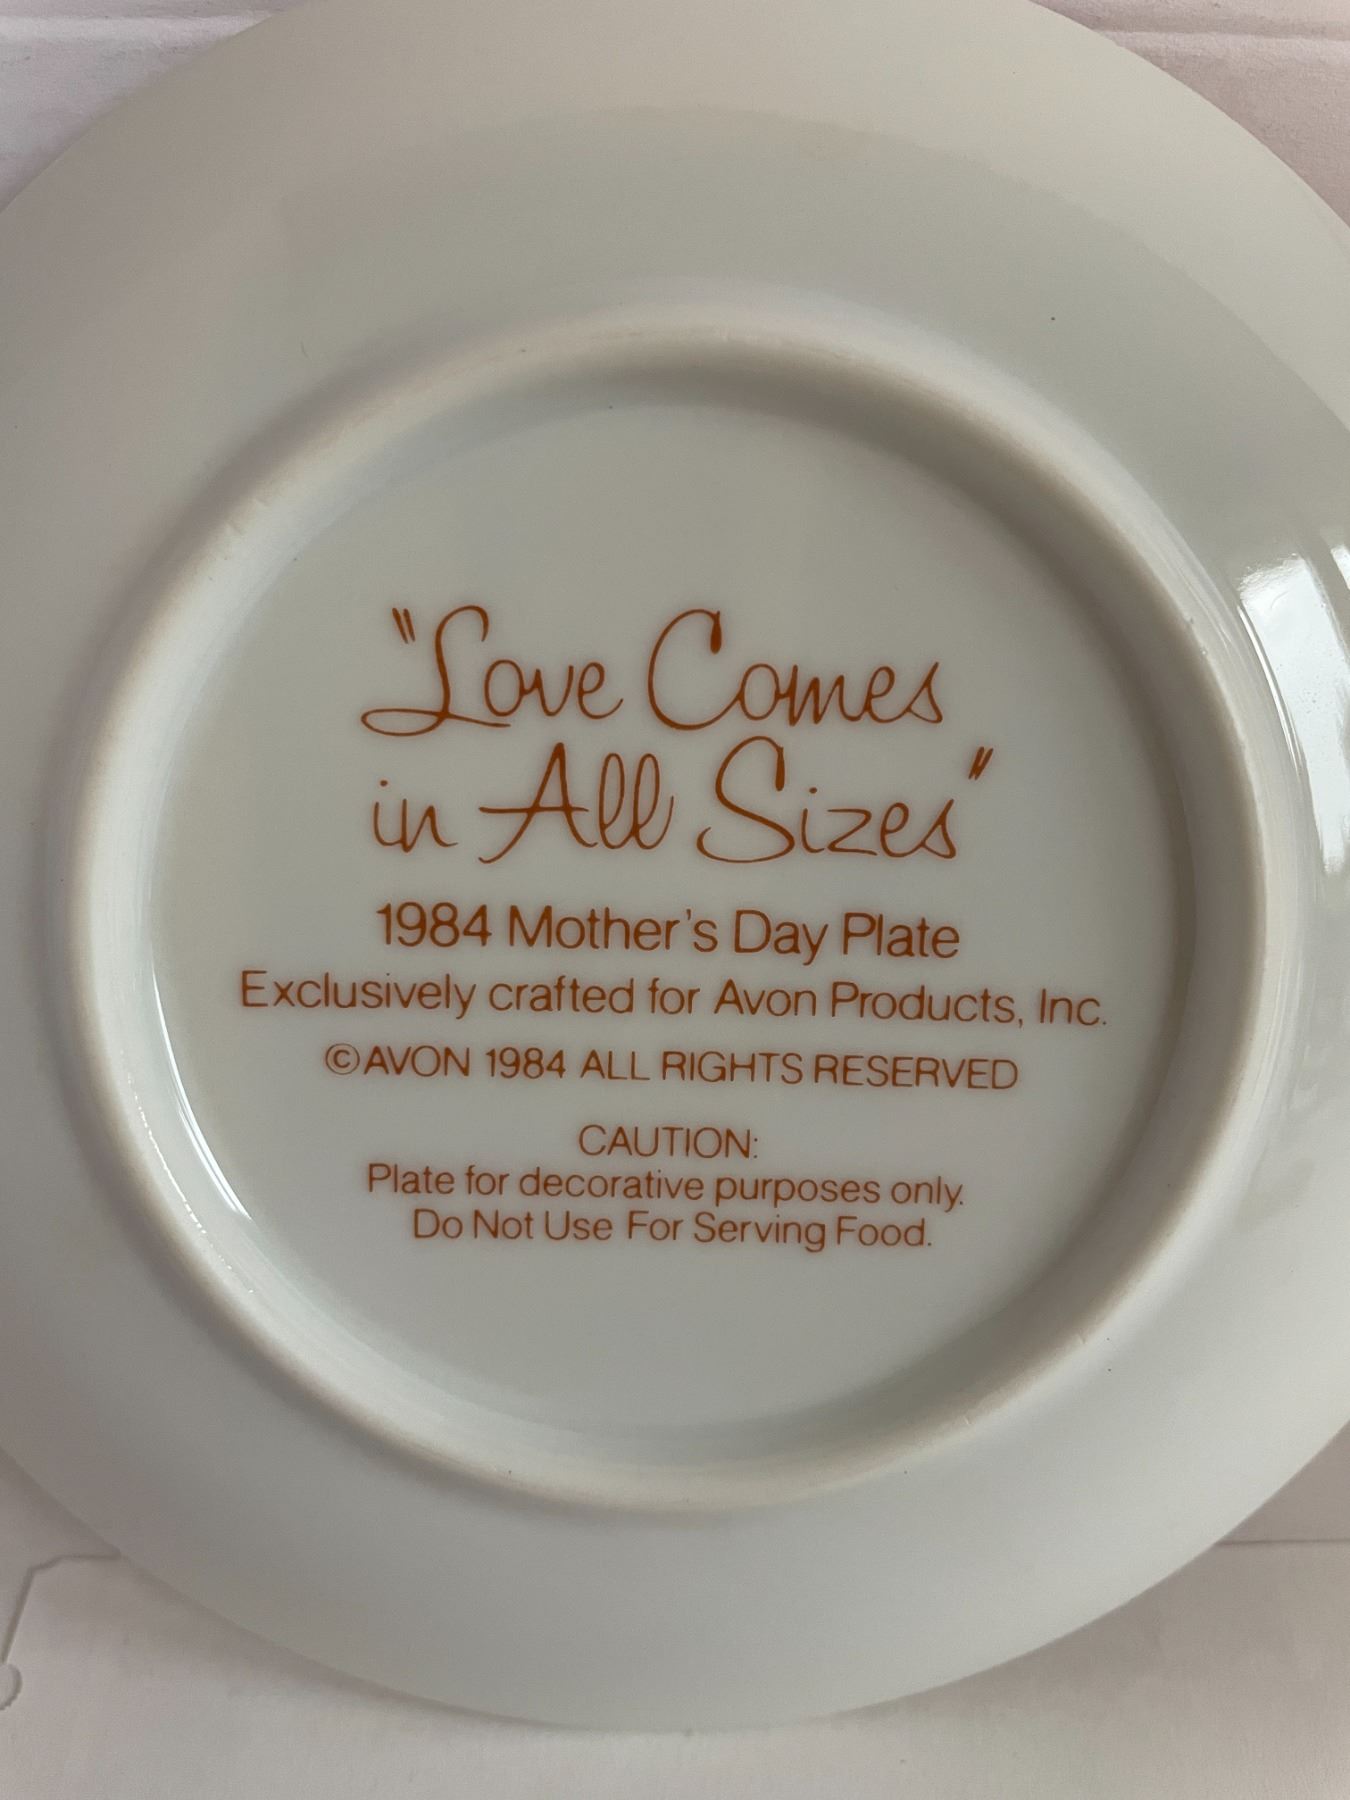 "Love Comes
in All Sizes"
1984 Mother's Day Plate
Exclusively crafted for Avon Products, Inc.
©AVON 1984 ALL RIGHTS RESERVED
CAUTION:
Plate for decorative purposes only.
Do Not Use For Serving Food.